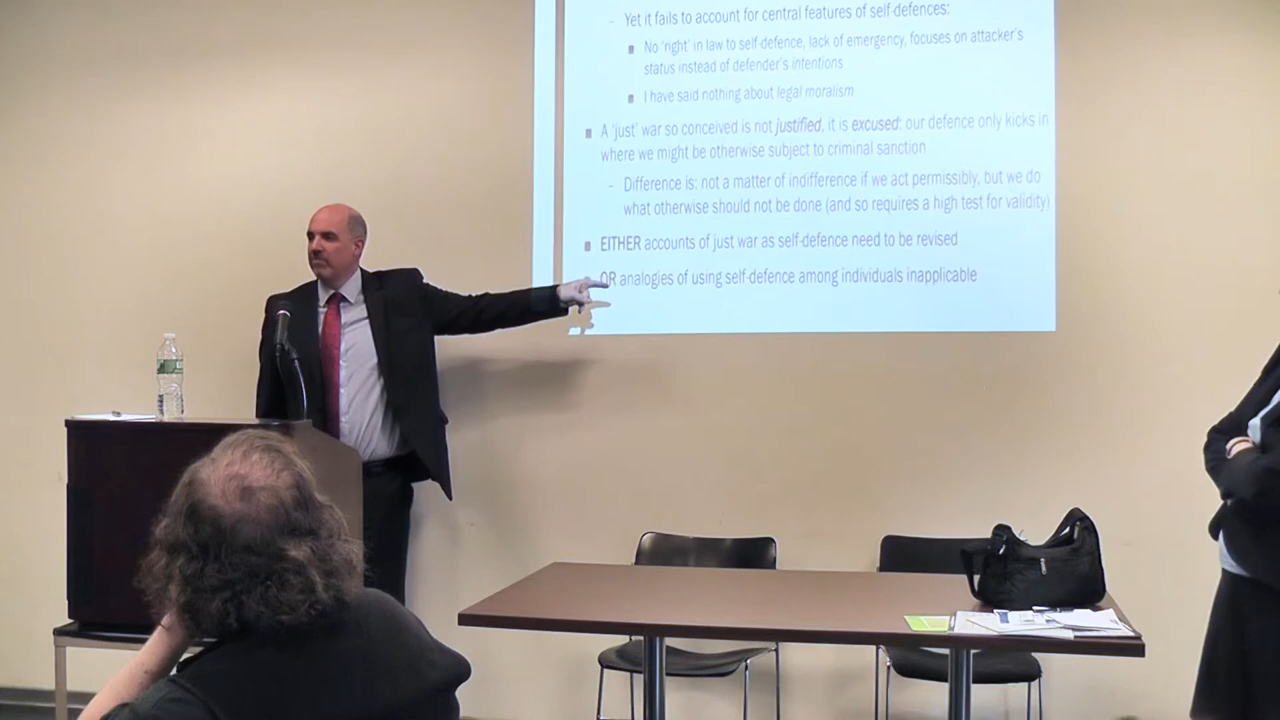 - Yet it fails to account for central features of self-defences:
No 'right' in law to self-defence, lack of emergency, focuses on attacker's
status instead of defender's intentions
I have said nothing about legal moralism
A 'just' war so conceived is not justified, it is excused: our defence only kicks in
where we might be otherwise subject to criminal sanction
- Difference is: not a matter of indifference if we act permissibly, but we do
what otherwise should not be done (and so requires a high test for validity)
EITHER accounts of just war as self-defence need to be revised
OR analogies of using self-defence among individuals inapplicable